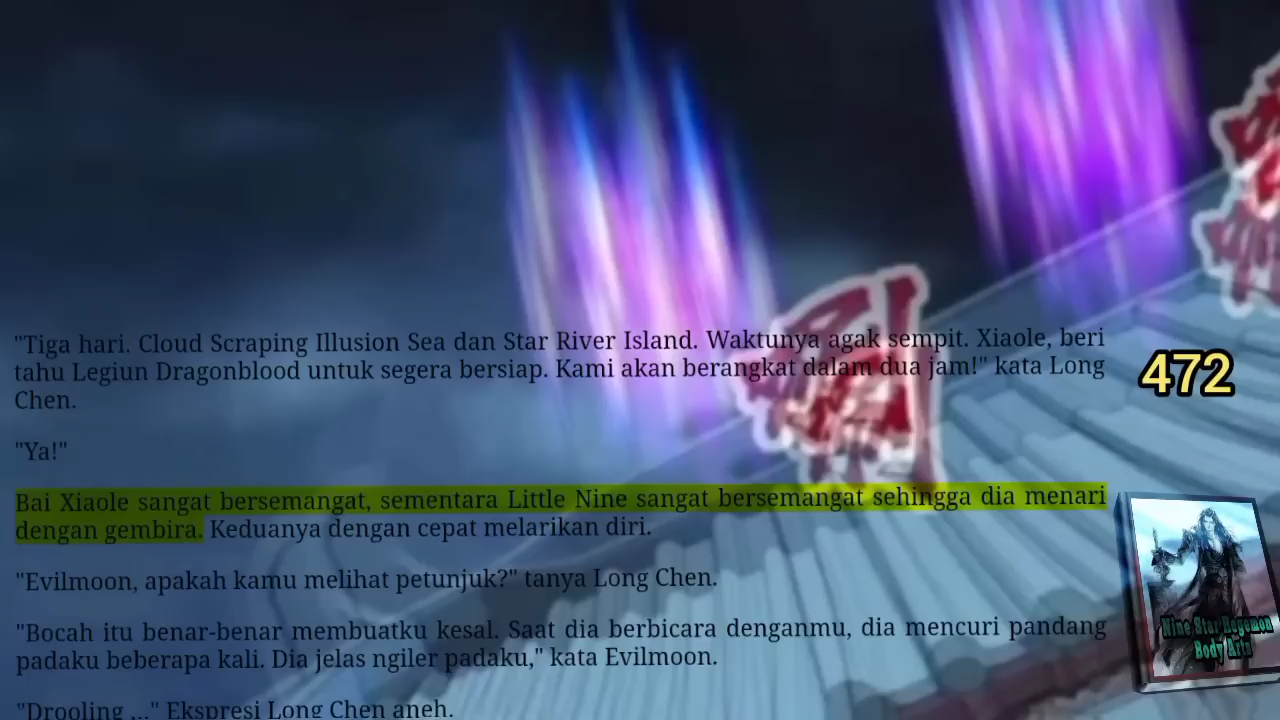 "Tiga hari. Cloud Scraping Illusion Sea dan Star River Island. Waktunya agak sempit. Xiaole, beri
tahu Legiun Dragonblood untuk segera bersiap. Kami akan berangkat dalam dua jam!" kata Long
Chen.
472
"Ya!"
Bai Xiaole sangat bersemangat, sementara Little Nine sangat bersemangat sehingga dia menari
dengan gembira. Keduanya dengan cepat melarikan diri.
"Evilmoon, apakah kamu melihat petunjuk?" tanya Long Chen.
"Bocah itu benar-benar membuatku kesal. Saat dia berbicara denganmu, dia mencuri pandang
padaku beberapa kali. Dia jelas ngiler padaku," kata Evilmoon.
Nine Star Hegemon
Body Arts
"Drooling ..." Ekspresi Long Chen aneh.